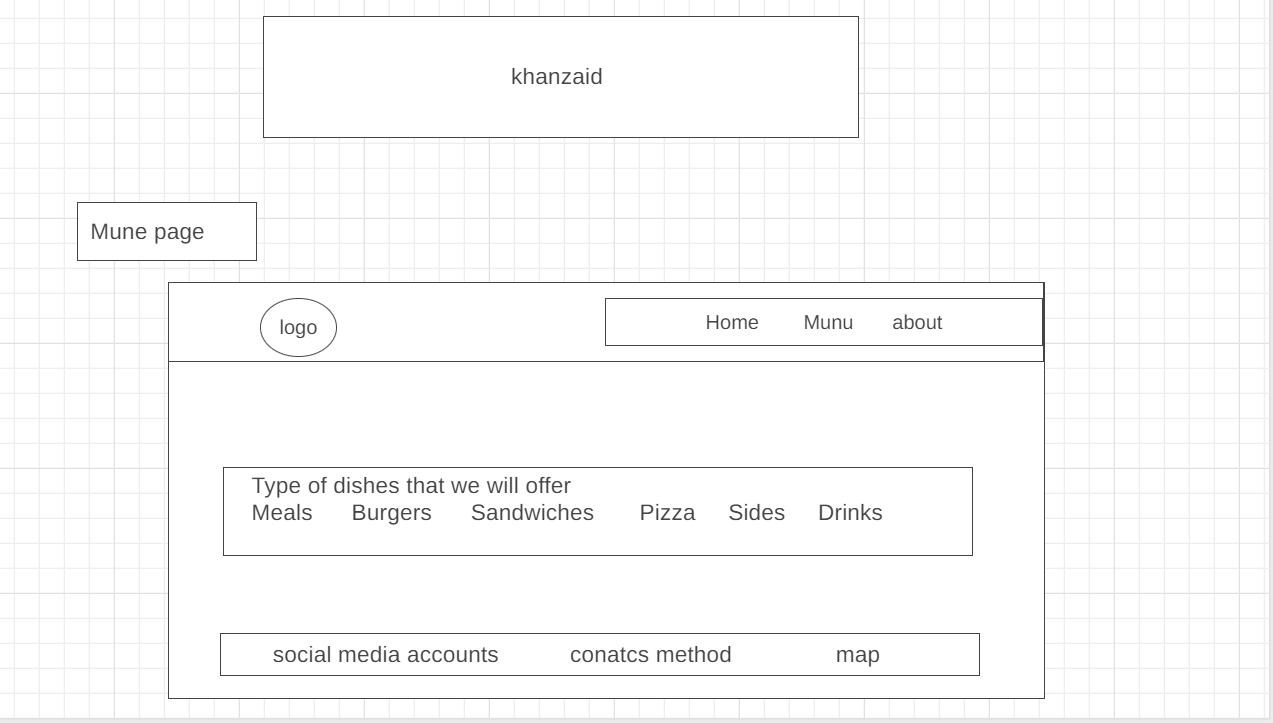 khanzaid
Mune page
logo
Home Munu about
Type of dishes that we will offer
Meals Burgers Sandwiches Pizza Sides Drinks
social media accounts conatcs method map